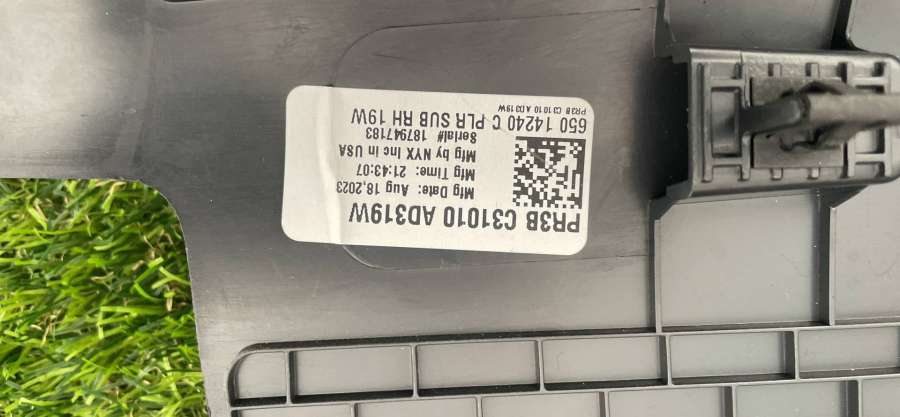 PR3B C31010 AD319W
Mfg Date: Aug 18,2023
Mfg Time: 21:43:07
Mfg by NYX Inc in USA
Serial# 187947183
650 14240 C PLR SUB RH 19W
PR3B C31010 AD319W